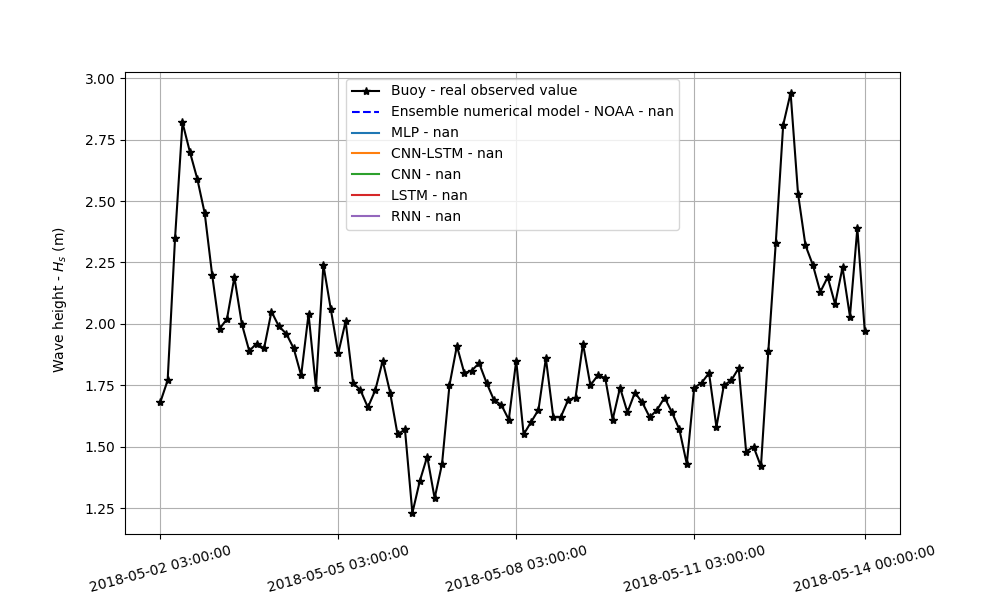 3.00
2.75
2.50
2.25
2.00
1.75
1.50
1.25
Wave height - Hs (m)
Buoy - real observed value
Ensemble numerical model - NOAA - nan
MLP - nan
CNN-LSTM - nan
CNN - nan
LSTM - nan
RNN - nan
2018-05-02 03:00:00
2018-05-05 03:00:00
2018-05-08 03:00:00
2018-05-11 03:00:00
2018-05-14 00:00:00